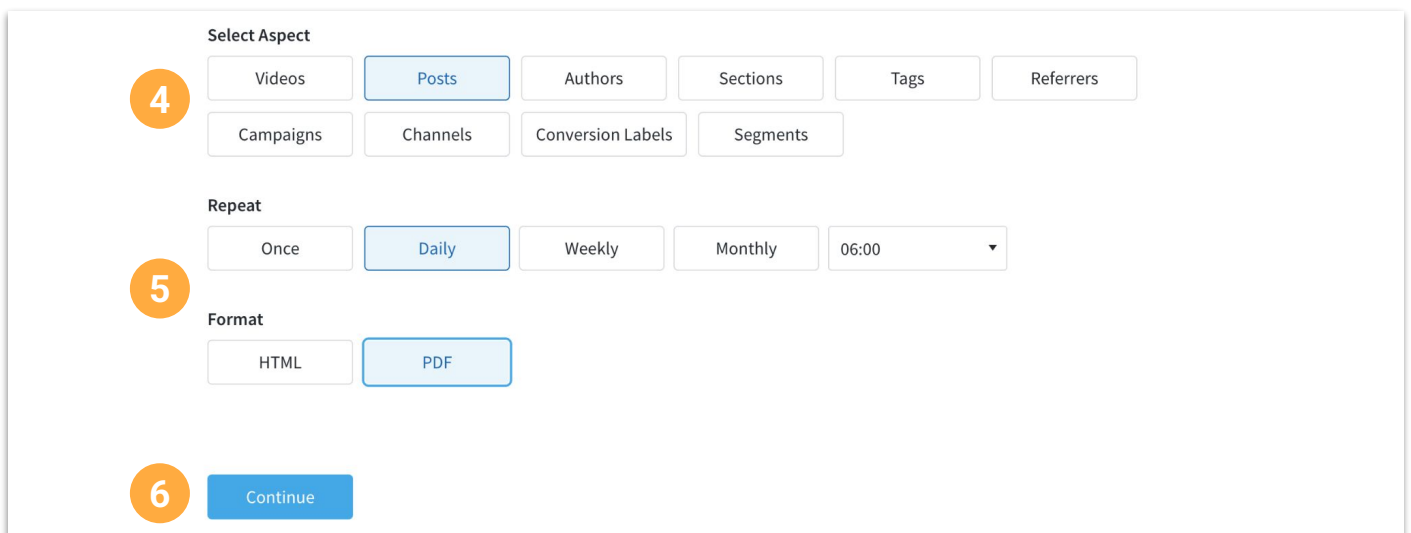 Select Aspect
4
Videos Posts Authors Sections Tags Referrers
Campaigns Channels Conversion Labels Segments
Repeat
Once Daily Weekly Monthly 06:00
5
Format
HTML PDF
6 Continue